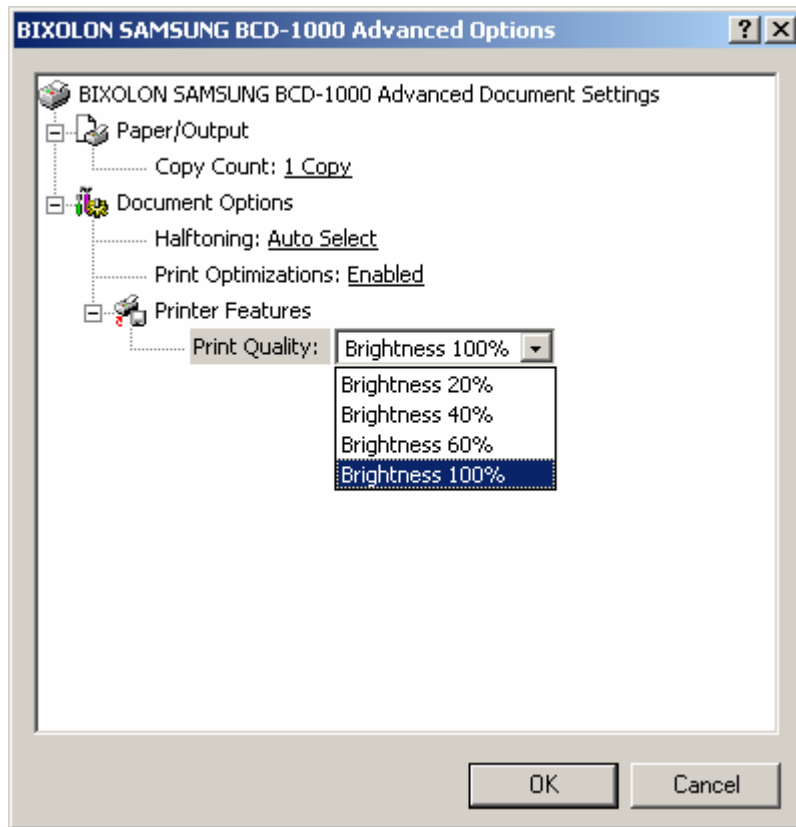 BIXOLON SAMSUNG BCD-1000 Advanced Options
BIXOLON SAMSUNG BCD-1000 Advanced Document Settings
Paper/Output
Copy Count: 1 Copy
Document Options
Halftoning: Auto Select
Print Optimizations: Enabled
Printer Features
Print Quality: Brightness 100%
Brightness 20%
Brightness 40%
Brightness 60%
Brightness 100%
OK Cancel